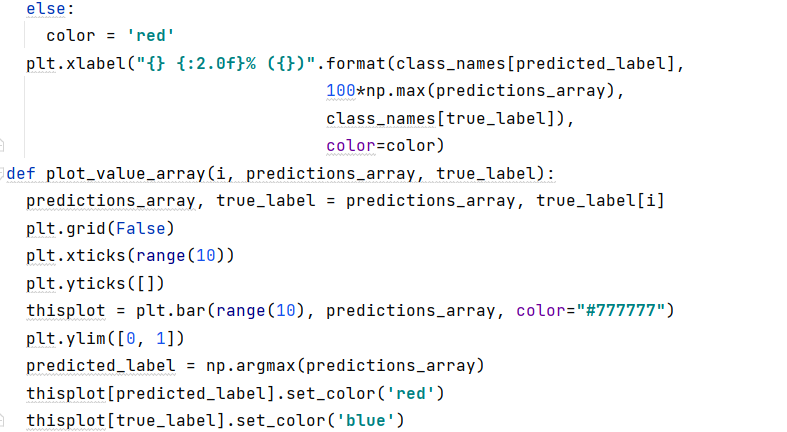 else:
color = 'red'
plt.xlabel("{} {:2.0f}% ({})".format(class_names[predicted_label],
100*np.max(predictions_array),
class_names[true_label]),
color=color)
def plot_value_array(i, predictions_array, true_label):
predictions_array, true_label = predictions_array, true_label[i]
plt.grid(False)
plt.xticks(range(10))
plt.yticks([])
thisplot = plt.bar(range(10), predictions_array, color="#777777")
plt.ylim([0, 1])
predicted_label = np.argmax(predictions_array)
thisplot[predicted_label].set_color('red')
thisplot[true_label].set_color('blue')